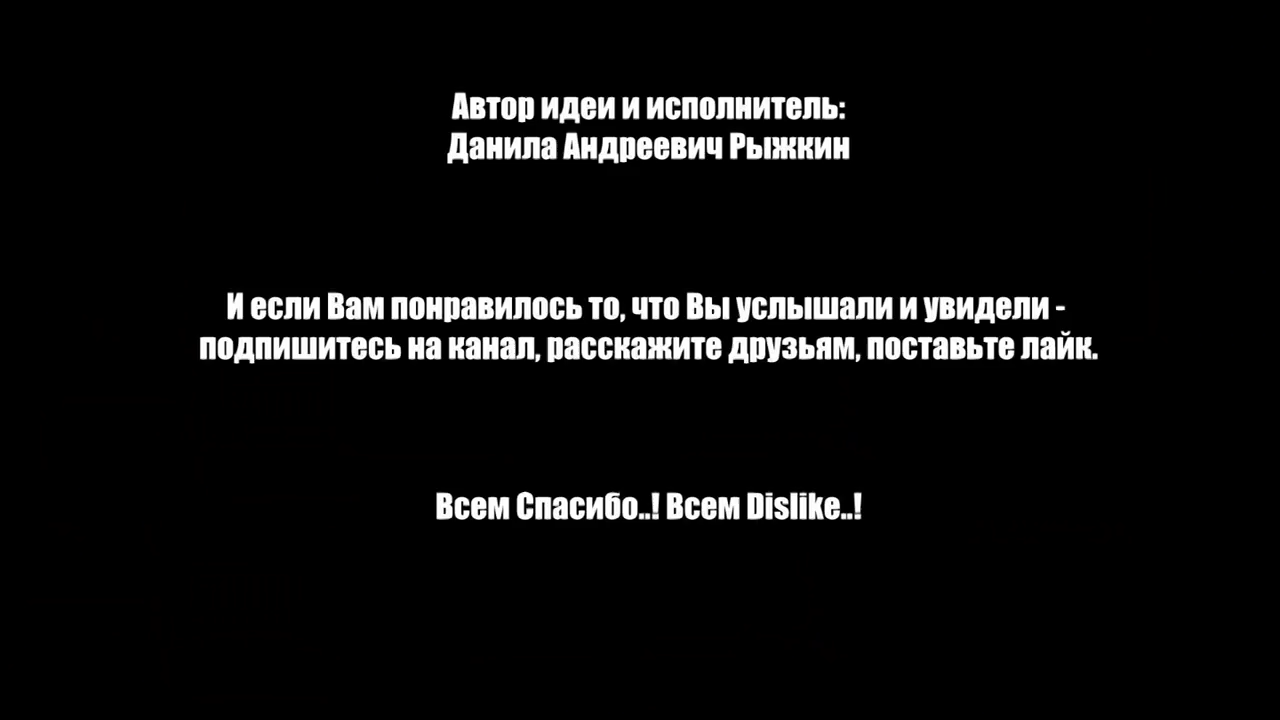 Автор идеи и исполнитель:
Данила Андреевич Рыжкин
И если Вам понравилось то, что Вы услышали и увидели -
подпишитесь на канал, расскажите друзьям, поставьте лайк.
Всем Спасибо..! Всем Dislike..!